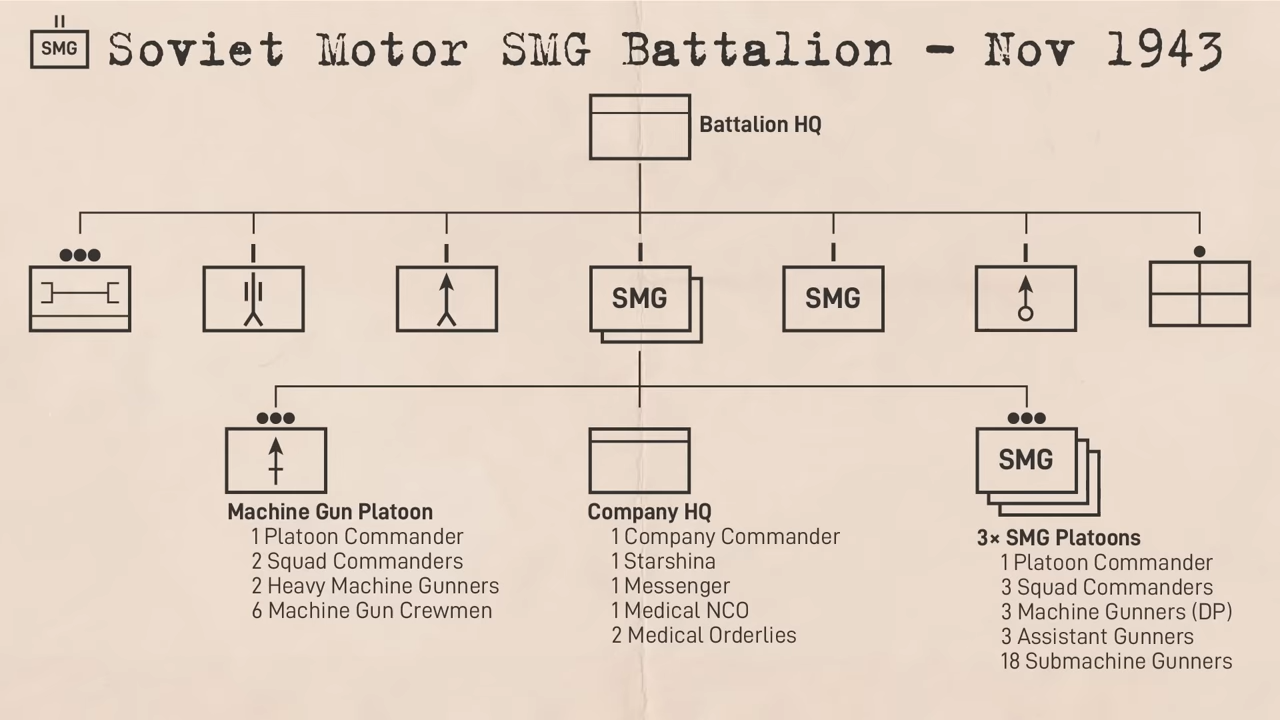 SMG
Soviet Motor SMG Battalion - Nov 1943
Battalion HQ
SMG
SMG
Machine Gun Platoon
1 Platoon Commander
2 Squad Commanders
2 Heavy Machine Gunners
6 Machine Gun Crewmen
Company HQ
1 Company Commander
1 Starshina
1 Messenger
1 Medical NCO
2 Medical Orderlies
SMG
3× SMG Platoons
1 Platoon Commander
3 Squad Commanders
3 Machine Gunners (DP)
3 Assistant Gunners
18 Submachine Gunners